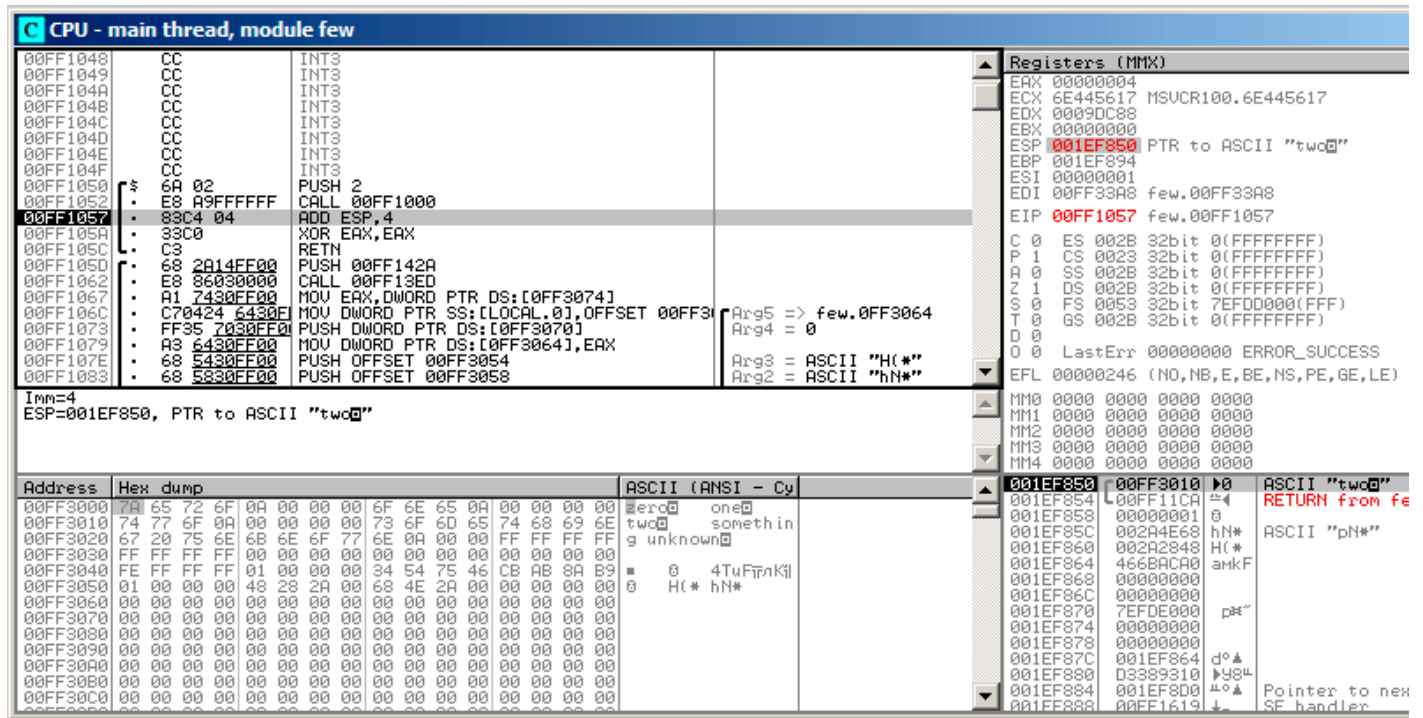 C CPU - main thread, module few
00FF1048 CC INT3
00FF1049 CC INT3
00FF104A CC INT3
00FF104B CC INT3
00FF104C CC INT3
00FF104D CC INT3
00FF104E CC INT3
00FF104F CC INT3
00FF1050 $ 6A 02 PUSH 2
00FF1052 . E8 A9FFFFFF CALL 00FF1000
00FF1057 . 83C4 04 ADD ESP,4
00FF105A . 33C0 XOR EAX,EAX
00FF105C . C3 RETN
00FF105D . 68 2A14FF00 PUSH 00FF142A
00FF1062 . E8 86030000 CALL 00FF13ED
00FF1067 . A1 7430FF00 MOV EAX,DWORD PTR DS:[0FF3074]
00FF106C . C70424 6430F MOV DWORD PTR SS:[LOCAL.0],OFFSET 00FF3 Arg5 => few.0FF3064
00FF1073 . FF35 7030FF0 PUSH DWORD PTR DS:[0FF3070] Arg4 = 0
00FF1079 . A3 6430FF00 MOV DWORD PTR DS:[0FF3064],EAX
00FF107E . 68 5430FF00 PUSH OFFSET 00FF3054 Arg3 = ASCII "H(*"
00FF1083 . 68 5830FF00 PUSH OFFSET 00FF3058 Arg2 = ASCII "hN*"
Imm=4
ESP=001EF850, PTR to ASCII "two◘"
Registers (MMX)
EAX 00000004
ECX 6E445617 MSVCR100.6E445617
EDX 0009DC88
EBX 00000000
ESP 001EF850 PTR to ASCII "two◘"
EBP 001EF894
ESI 00000001
EDI 00FF33A8 few.00FF33A8
EIP 00FF1057 few.00FF1057
C 0 ES 002B 32bit 0(FFFFFFFF)
P 1 CS 0023 32bit 0(FFFFFFFF)
A 0 SS 002B 32bit 0(FFFFFFFF)
Z 1 DS 002B 32bit 0(FFFFFFFF)
S 0 FS 0053 32bit 7EFDD000(FFF)
T 0 GS 002B 32bit 0(FFFFFFFF)
D 0
O 0 LastErr 00000000 ERROR_SUCCESS
EFL 00000246 (NO,NB,E,BE,NS,PE,GE,LE)
MM0 0000 0000 0000 0000
MM1 0000 0000 0000 0000
MM2 0000 0000 0000 0000
MM3 0000 0000 0000 0000
MM4 0000 0000 0000 0000
Address Hex dump ASCII (ANSI - Cy
00FF3000 7A 65 72 6F 0A 00 00 00 6F 6E 65 0A 00 00 00 00 zero◘ one◘
00FF3010 74 77 6F 0A 00 00 00 00 73 6F 6D 65 74 68 69 6E two◘ somethin
00FF3020 67 20 75 6E 6B 6E 6F 77 6E 0A 00 00 FF FF FF FF g unknown◘
00FF3030 FF FF FF FF 00 00 00 00 00 00 00 00 00 00 00 00
00FF3040 FE FF FF FF 01 00 00 00 34 54 75 46 CB AB 8A B9
00FF3050 01 00 00 00 48 28 2A 00 68 4E 2A 00 00 00 00 00 H(* hN*
00FF3060 00 00 00 00 00 00 00 00 00 00 00 00 00 00 00 00
00FF3070 00 00 00 00 00 00 00 00 00 00 00 00 00 00 00 00
00FF3080 00 00 00 00 00 00 00 00 00 00 00 00 00 00 00 00
00FF3090 00 00 00 00 00 00 00 00 00 00 00 00 00 00 00 00
00FF30A0 00 00 00 00 00 00 00 00 00 00 00 00 00 00 00 00
00FF30B0 00 00 00 00 00 00 00 00 00 00 00 00 00 00 00 00
00FF30C0 00 00 00 00 00 00 00 00 00 00 00 00 00 00 00 00
001EF850 00FF3010 ►0 ASCII "two◘"
001EF854 00FF11CA RETURN from fe
001EF858 00000001
001EF85C 002A4E68 hN* ASCII "pN*"
001EF860 002A2848 H(*
001EF864 466BACA0 амkF
001EF868 00000000
001EF86C 00000000
001EF870 7EFDE000
001EF874 00000000
001EF878 00000000
001EF87C 001EF864
001EF880 D3389310
001EF884 001EF8D0 Pointer to nex
001EF888 00FF1619 SE handler